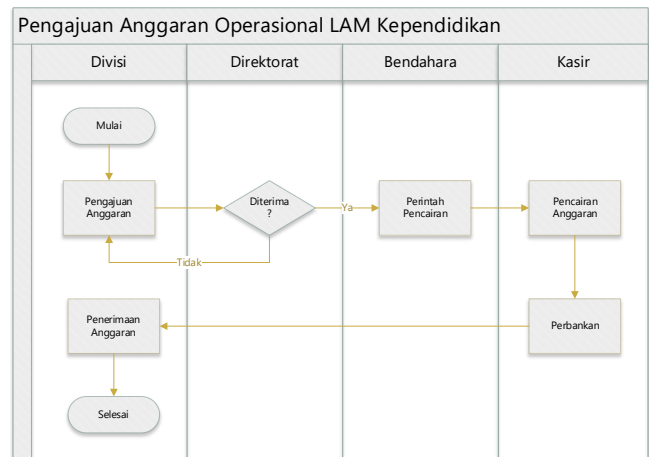 Pengajuan Anggaran Operasional LAM Kependidikan
Divisi
Direktorat
Bendahara
Kasir
Mulai
Pengajuan
Anggaran
Diterima
?
Ya
Perintah
Pencairan
Pencairan
Anggaran
Tidak
Penerimaan
Anggaran
Perbankan
Selesai